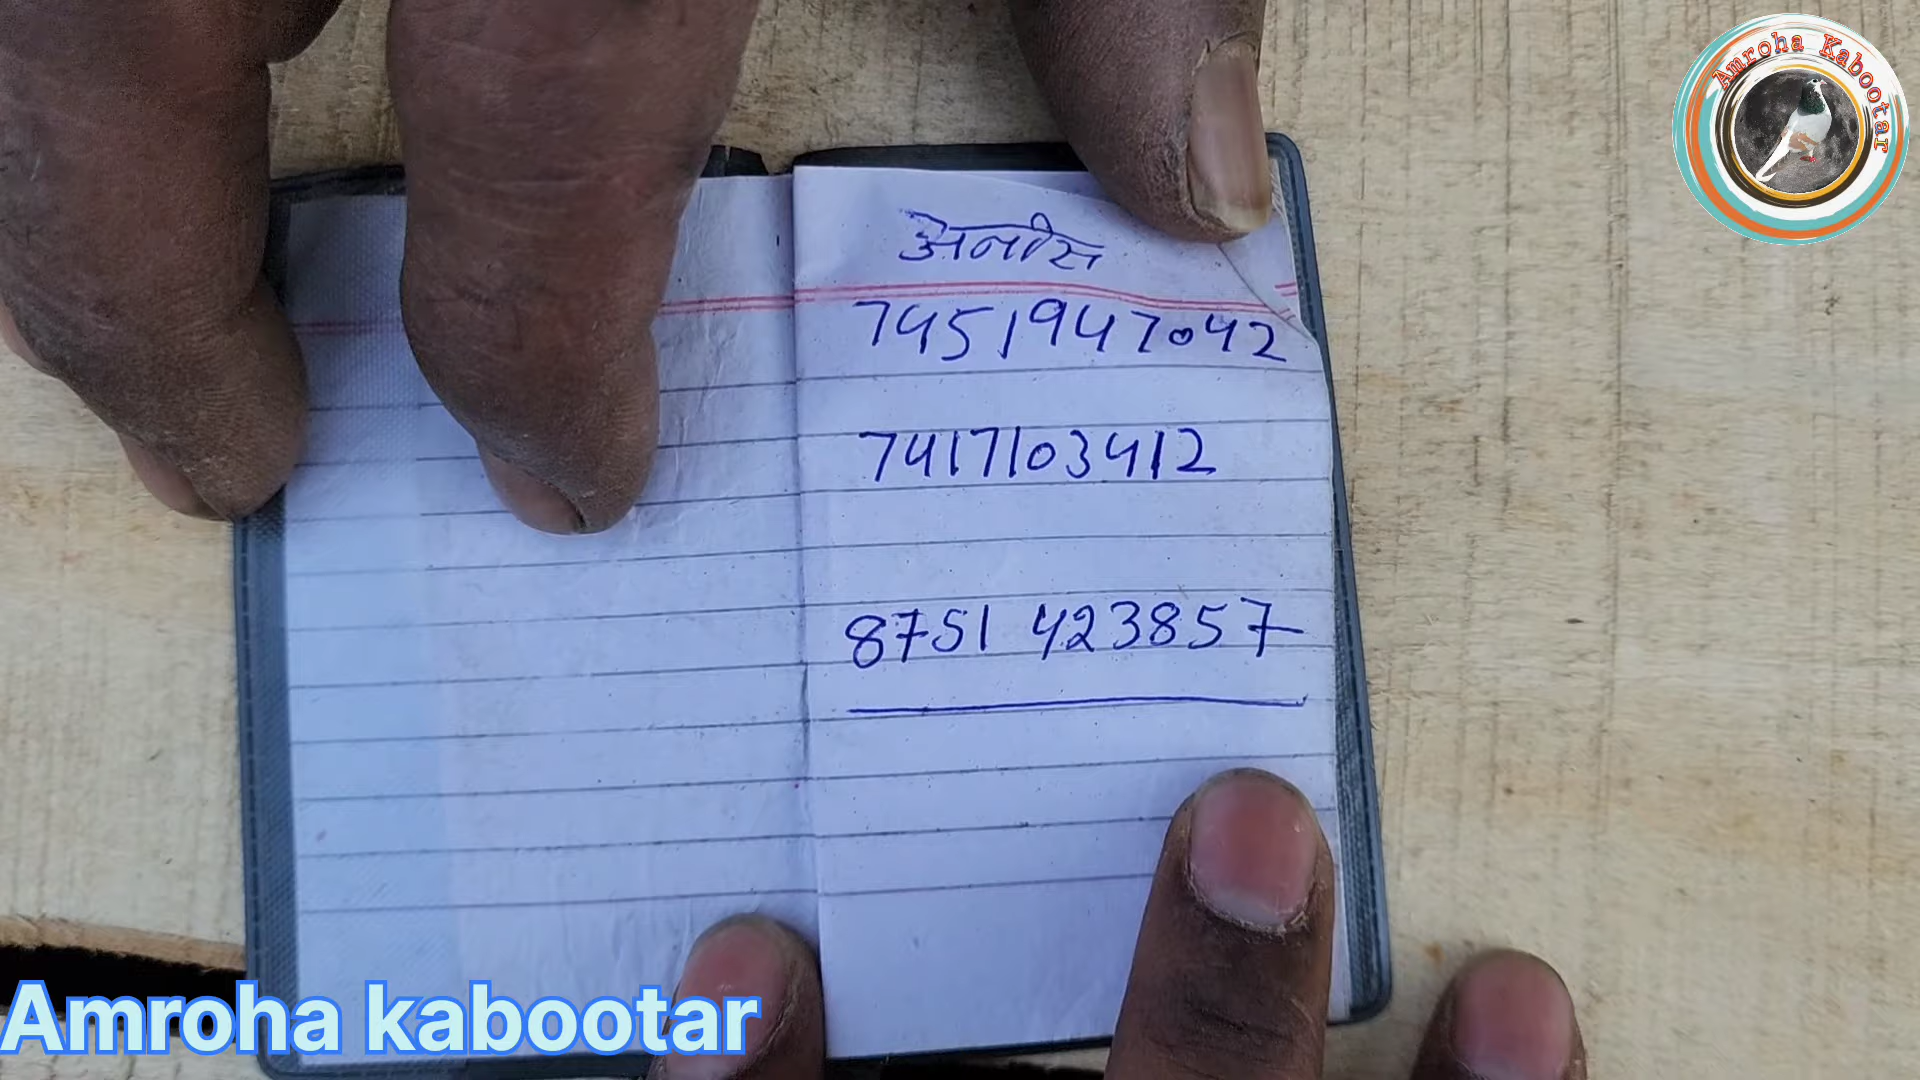 Amroha Kabootar
अनीस
7451947042
7417103412
8751 423857
Amroha kabootar